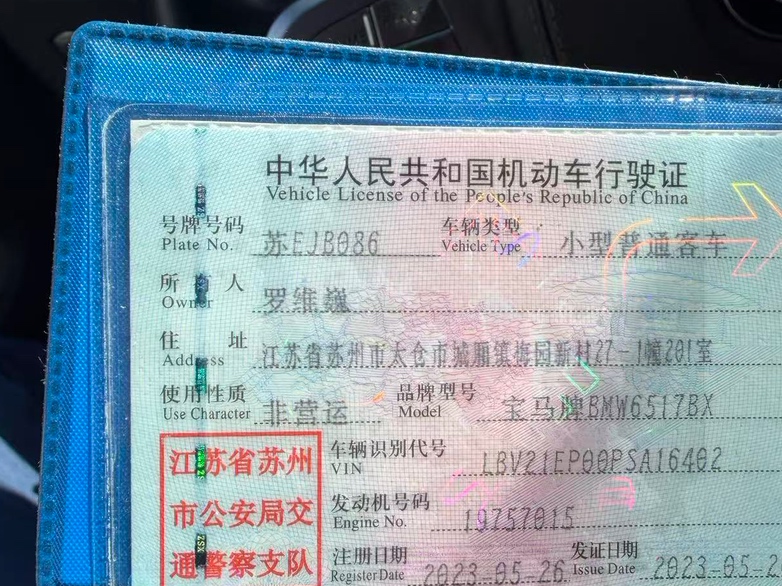 中华人民共和国机动车行驶证
Vehicle License of the People's Republic of China
号牌号码 苏EJB086 车辆类型 小型普通客车
Plate No. Vehicle Type
所有人 罗维巍
Owner
住址 江苏省苏州市太仓市城厢镇梅园新村27-1幢201室
Address
使用性质 非营运 品牌型号 宝马牌BMW6517BX
Use Character Model
江苏省苏州 车辆识别代号 LBV21EP00PSA16402
VIN
市公安局交 发动机号码 19757015
Engine No.
通警察支队 注册日期 2023-05-26 发证日期 2023-05-2
Register Date Issue Date